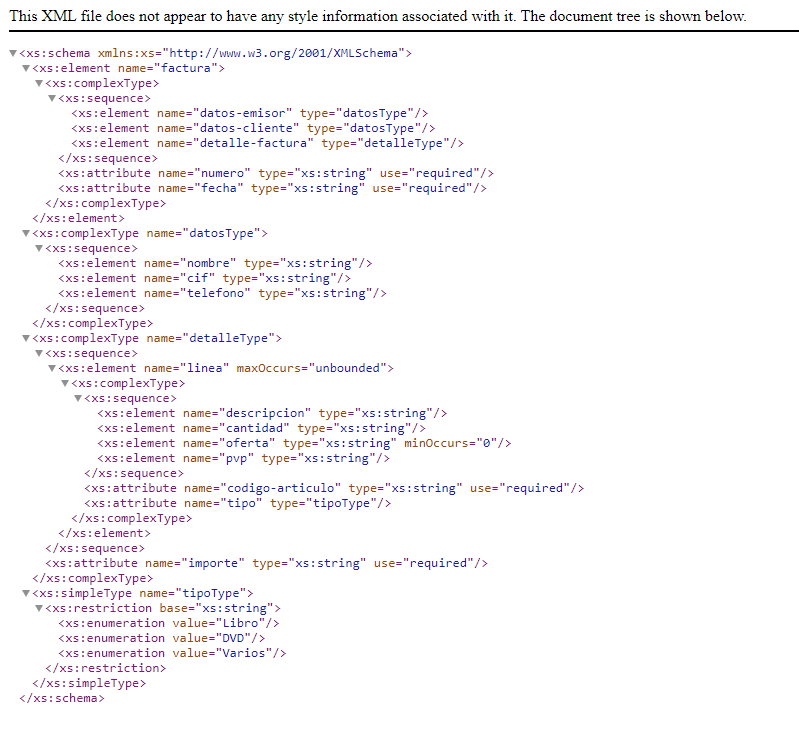 This XML file does not appear to have any style information associated with it. The document tree is shown below.
▼<xs:schema xmlns:xs="http://www.w3.org/2001/XMLSchema">
▼<xs:element name="factura">
▼<xs:complexType>
▼<xs:sequence>
<xs:element name="datos-emisor" type="datosType"/>
<xs:element name="datos-cliente" type="datosType"/>
<xs:element name="detalle-factura" type="detalleType"/>
</xs:sequence>
<xs:attribute name="numero" type="xs:string" use="required"/>
<xs:attribute name="fecha" type="xs:string" use="required"/>
</xs:complexType>
</xs:element>
▼<xs:complexType name="datosType">
▼<xs:sequence>
<xs:element name="nombre" type="xs:string"/>
<xs:element name="cif" type="xs:string"/>
<xs:element name="telefono" type="xs:string"/>
</xs:sequence>
</xs:complexType>
▼<xs:complexType name="detalleType">
▼<xs:sequence>
▼<xs:element name="linea" maxOccurs="unbounded">
▼<xs:complexType>
▼<xs:sequence>
<xs:element name="descripcion" type="xs:string"/>
<xs:element name="cantidad" type="xs:string"/>
<xs:element name="oferta" type="xs:string" minOccurs="0"/>
<xs:element name="pvp" type="xs:string"/>
</xs:sequence>
<xs:attribute name="codigo-articulo" type="xs:string" use="required"/>
<xs:attribute name="tipo" type="tipoType"/>
</xs:complexType>
</xs:element>
</xs:sequence>
<xs:attribute name="importe" type="xs:string" use="required"/>
</xs:complexType>
▼<xs:simpleType name="tipoType">
▼<xs:restriction base="xs:string">
<xs:enumeration value="Libro"/>
<xs:enumeration value="DVD"/>
<xs:enumeration value="Varios"/>
</xs:restriction>
</xs:simpleType>
</xs:schema>